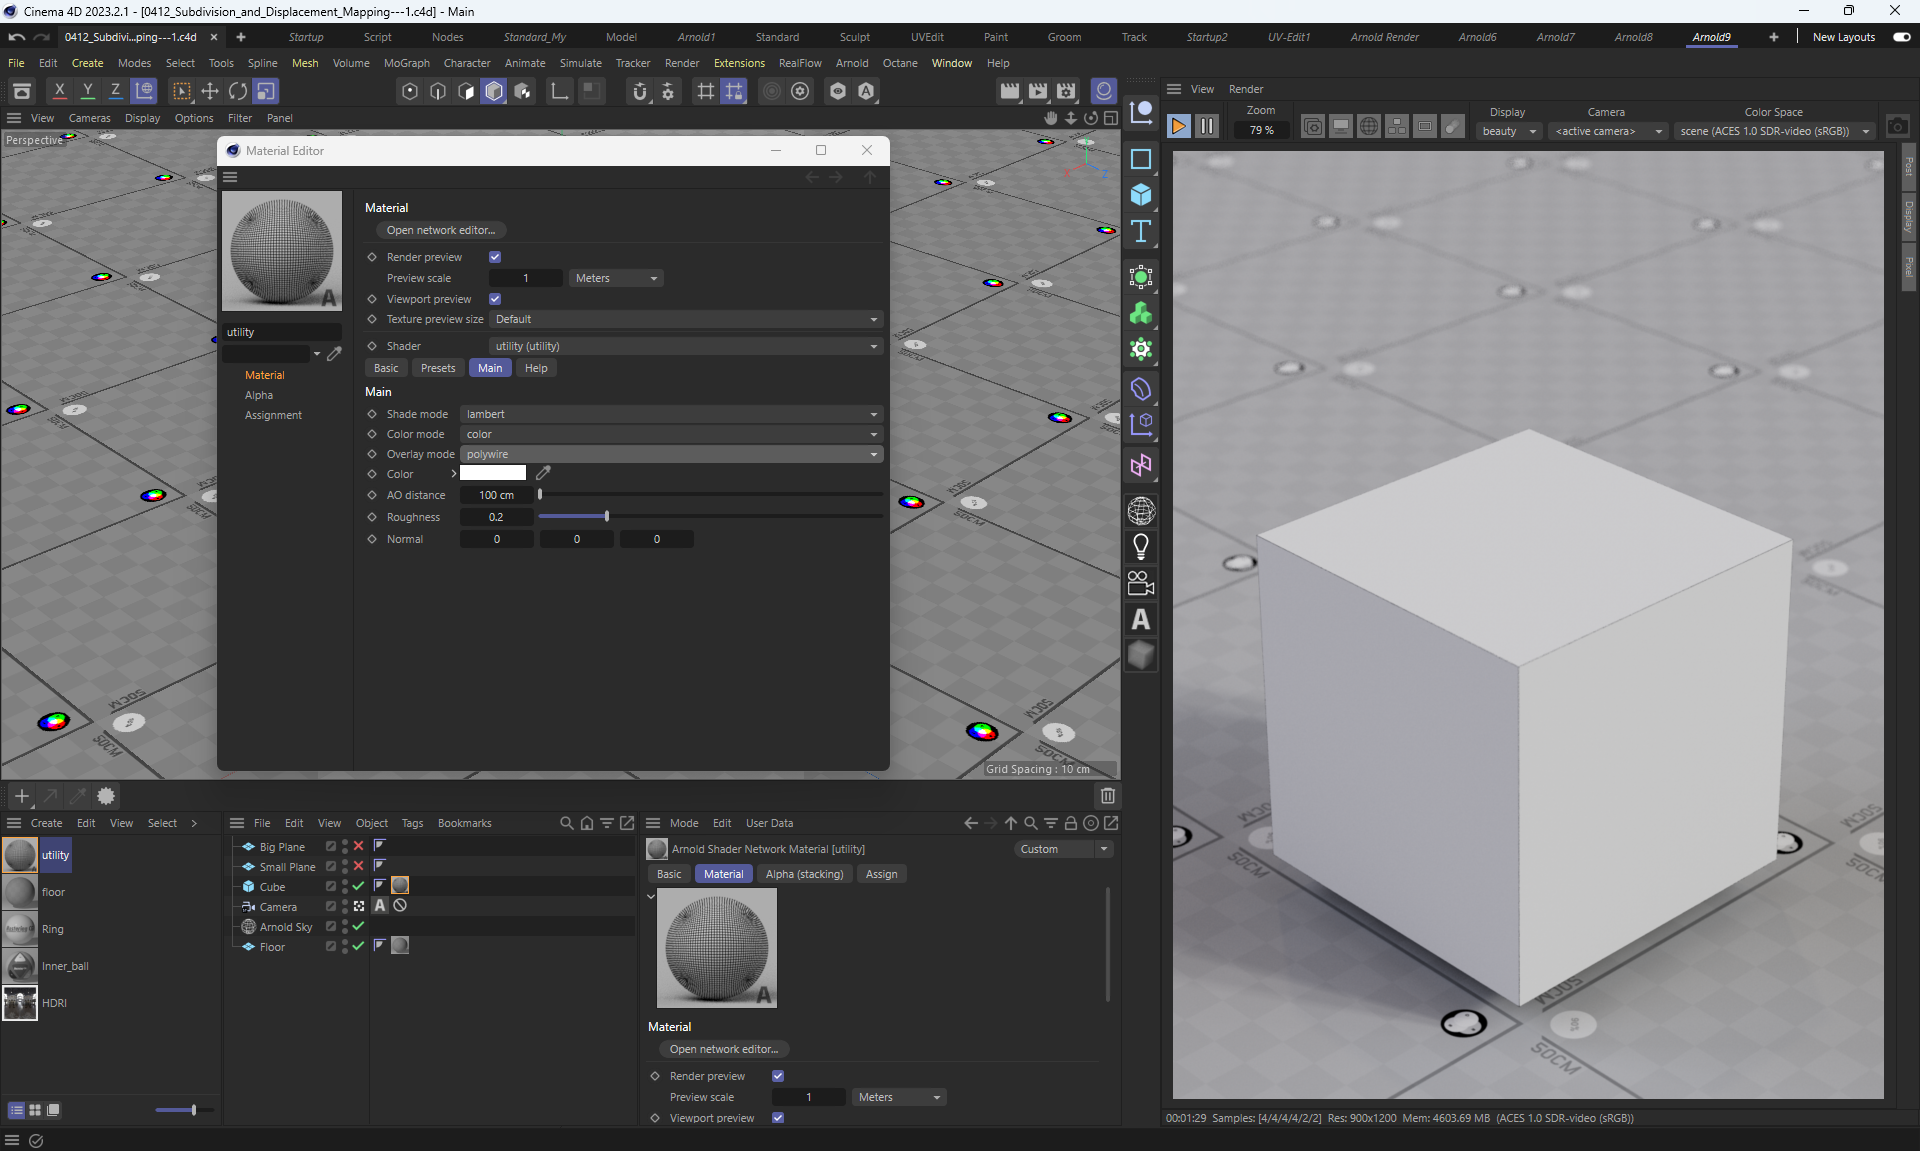 Cinema 4D 2023.2.1 - [0412_Subdivision_and_Displacement_Mapping---1.c4d] - Main
0412_Subdivi...ping---1.c4d Startup Script Nodes Standard_My Model Arnold1 Standard Sculpt UVEdit Paint Groom Track Startup2 UV-Edit1 Arnold Render Arnold6 Arnold7 Arnold8 Arnold9 New Layouts
File Edit Create Modes Select Tools Spline Mesh Volume MoGraph Character Animate Simulate Tracker Render Extensions RealFlow Arnold Octane Window Help
X Y Z
View Cameras Display Options Filter Panel
Perspective
Material Editor
Material
Open network editor...
Render preview
Preview scale 1 Meters
Viewport preview
Texture preview size Default
utility
Shader utility (utility)
Basic Presets Main Help
Material
Alpha
Assignment
Main
Shade mode lambert
Color mode color
Overlay mode polywire
Color
AO distance 100 cm
Roughness 0.2
Normal 0 0 0
50CM
50CM
50CM
50CM
Grid Spacing : 10 cm
View Render
Zoom Display Camera Color Space
79 % beauty <active camera> scene (ACES 1.0 SDR-video (sRGB))
Post
Display
Pixel
T
A
50CM
50CM
00:01:29 Samples: [4/4/4/4/2/2] Res: 900x1200 Mem: 4603.69 MB (ACES 1.0 SDR-video (sRGB))
Create Edit View Select
utility
floor
Ring
Inner_ball
HDRI
File Edit View Object Tags Bookmarks
Big Plane
Small Plane
Cube
Camera
Arnold Sky
Floor
Mode Edit User Data
Arnold Shader Network Material [utility] Custom
Basic Material Alpha (stacking) Assign
A
Material
Open network editor...
Render preview
Preview scale 1 Meters
Viewport preview